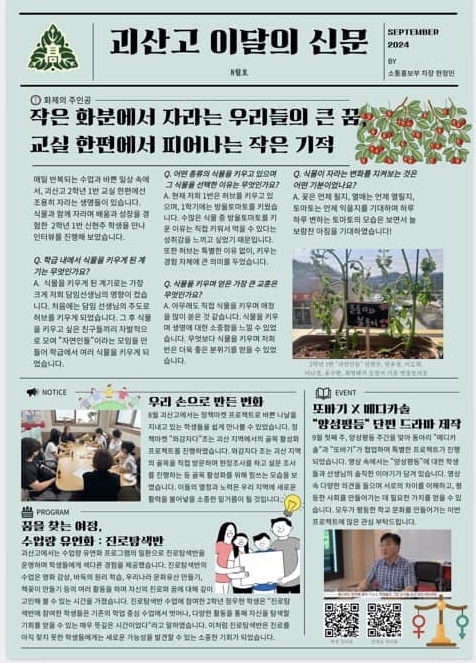 高
괴산고 이달의 신문
N월호
SEPTEMBER
2024
BY
소통홍보부 차장 현정민
화제의 주인공
작은 화분에서 자라는 우리들의 큰 꿈,
교실 한편에서 피어나는 작은 기적
매일 반복되는 수업과 바쁜 일상 속에
서, 괴산고 2학년 1반 교실 한편에선
조용히 자라는 생명들이 있습니다.
식물과 함께 자라며 배움과 성장을 경
험한 2학년 1반 신현주 학생을 만나
인터뷰를 진행해 보았습니다.
Q. 학급 내에서 식물을 키우게 된 계
기는 무엇인가요?
A. 식물을 키우게 된 계기로는 가장
크게 저희 담임선생님의 영향이 컸습
니다. 처음에는 담임 선생님의 주도로
허브를 키우게 되었습니다. 그 후 식물
을 키우고 싶은 친구들끼리 자발적으
로 모여 "자연인들"이라는 모임을 만
들어 학급에서 여러 식물을 키우게 되
었습니다.
Q. 어떤 종류의 식물을 키우고 있으며
그 식물을 선택한 이유는 무엇인가요?
A. 현재 저희 1반은 허브를 키우고 있
으며, 1학기에는 방울토마토를 키웠습
니다. 수많은 식물 중 방울토마토를 키
운 이유는 직접 키워서 먹을 수 있다는
성취감을 느끼고 싶었기 때문입니다.
또한 허브는 특별한 이유 없이, 키우는
경험 자체에 큰 의미를 두었습니다.
Q. 식물을 키우며 얻은 가장 큰 교훈은
무엇인가요?
A. 아무래도 직접 식물을 키우며 애정
을 많이 쏟은 것 같습니다. 식물을 키우
며 생명에 대한 소중함을 느낄 수 있었
습니다. 무엇보다 식물을 키우며 저희
반은 더욱 좋은 분위기를 얻을 수 있었
습니다.
Q. 식물이 자라는 변화를 지켜보는 것은
어떤 기분이었나요?
A. 꽃은 언제 필지, 열매는 언제 열릴지,
토마토는 언제 익을지를 기대하며 하루
하루 변하는 토마토의 모습은 보면서 늘
보람찬 아침을 기대하였습니다!
NOTICE
우리 손으로 만든 변화
8월 괴산고에서는 정책마켓 프로젝트로 바쁜 나날을
지내고 있는 학생들을 쉽게 만나볼 수 있었습니다. 정
책마켓 "와감자다"조는 괴산 지역에서의 골목 활성화
프로젝트를 진행하였습니다. 와감자다 조는 괴산 지역
의 골목을 직접 방문하며 현장조사를 하고 설문 조사
를 진행하는 등 골목 활성화를 위해 힘쓰는 모습을 보
였습니다. 이들의 열정과 노력은 우리 지역에 새로운
활력을 불어넣을 소중한 밑거름이 될 것입니다.
PROGRAM
꿈을 찾는 여정,
수업량 유연화 : 진로탐색반
괴산고에서는 수업량 유연화 프로그램의 일환으로 진로탐색반을
운영하며 학생들에게 색다른 경험을 제공했습니다. 진로탐색반의
수업은 영화 감상, 바둑의 원리 학습, 우리나라 문화유산 만들기,
책꽂이 만들기 등의 여러 활동을 하며 자신의 진로와 꿈에 대해 깊이
고민해 볼 수 있는 시간을 가졌습니다. 진로탐색반 수업에 참여한 2학년 정우현 학생은 "진로탐
색반에 참여한 학생들은 기존의 학업 중심 수업에서 벗어나, 다양한 활동을 통해 자신을 탐색할
기회를 얻을 수 있는 매우 뜻깊은 시간이었다"라고 말하였습니다. 이처럼 진로탐색반은 진로를
아직 찾지 못한 학생들에게는 새로운 가능성을 발견할 수 있는 소중한 기회가 되었습니다.
EVENT
또바기 X 메디카솔
"양성평등" 단편 드라마 제작
9월 첫째 주, 양성평등 주간을 맞아 동아리 "메디카
솔"과 "또바기"가 협업하여 특별한 프로젝트가 진행
되었습니다. 영상 속에서는 "양성평등"에 대한 학생
들과 선생님의 솔직한 이야기가 담겨 있습니다. 영상
속 다양한 의견을 들으며 서로의 차이를 이해하고, 평
등한 사회를 만들어가는 데 필요한 가치를 얻을 수 있
습니다. 모두가 평등한 학교 문화를 만들어가는 이번
프로젝트에 많은 관심 부탁드립니다.